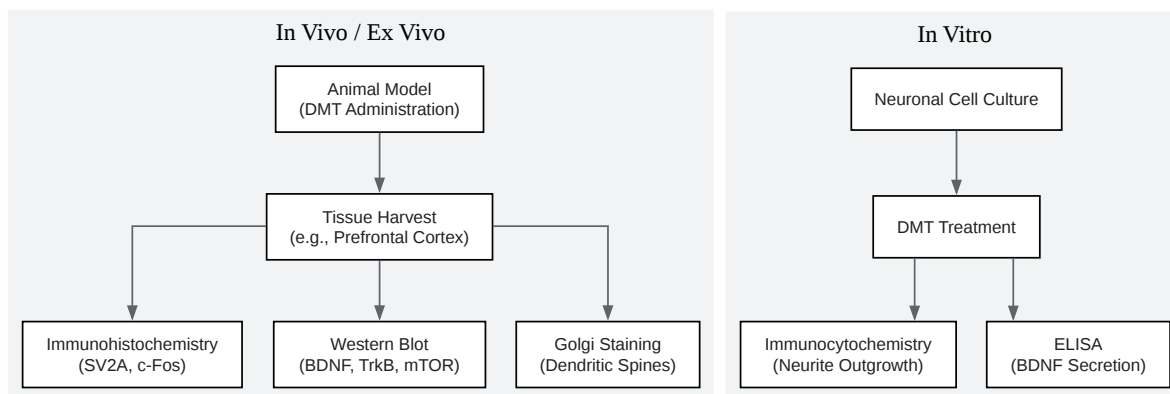 In Vivo / Ex Vivo
Animal Model
(DMT Administration)
Tissue Harvest
(e.g., Prefrontal Cortex)
Immunohistochemistry
(SV2A, c-Fos)
Western Blot
(BDNF, TrkB, mTOR)
Golgi Staining
(Dendritic Spines)
In Vitro
Neuronal Cell Culture
DMT Treatment
Immunocytochemistry
(Neurite Outgrowth)
ELISA
(BDNF Secretion)